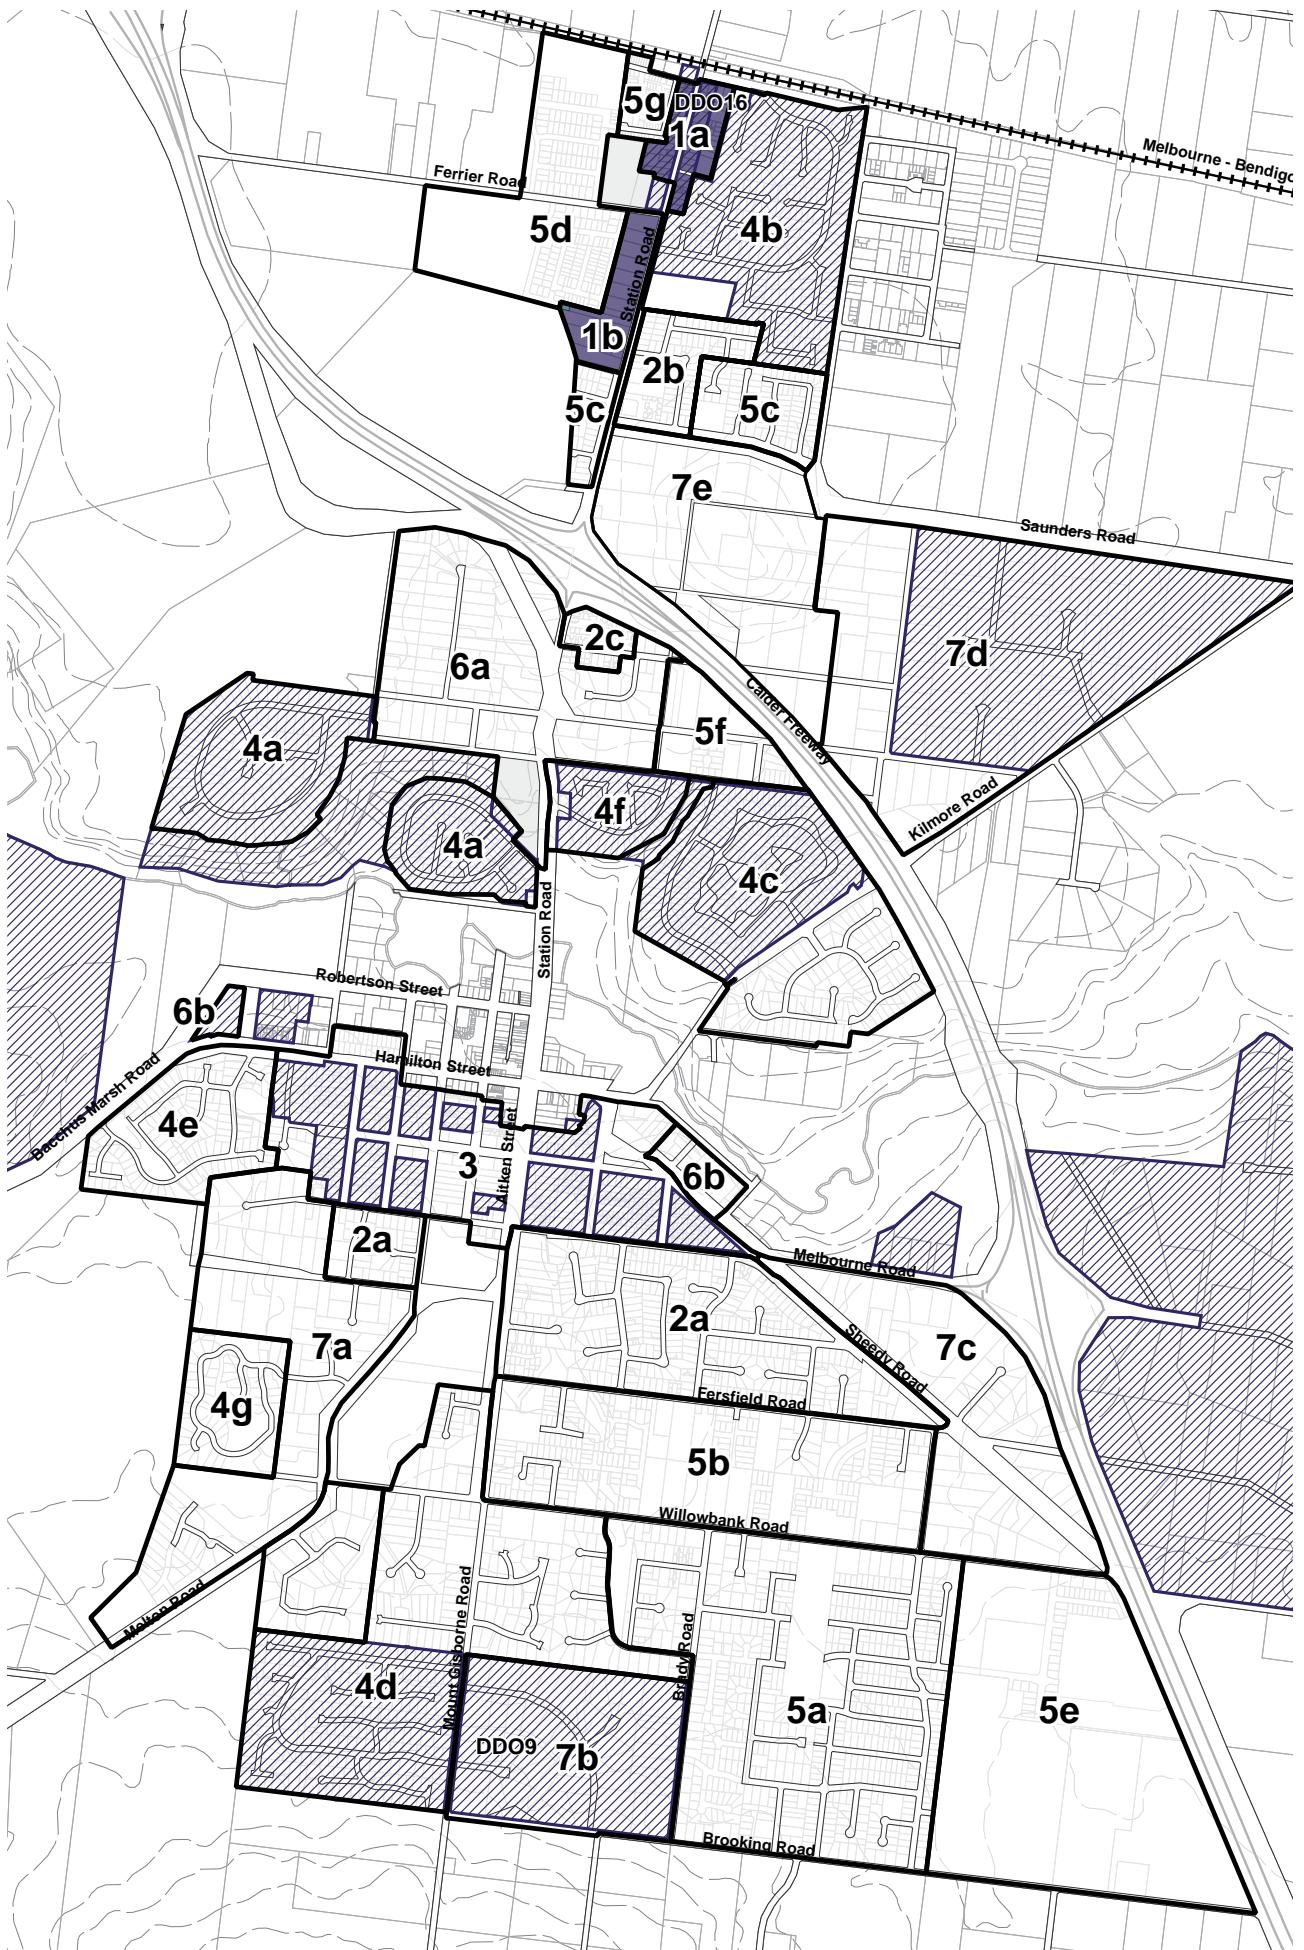 5g
DDO16
1a
Melbourne - Bendigo
Ferrier Road
5d
4b
Station Road
1b
2b
5c
5c
7e
Saunders Road
2c
6a
7d
Calder Freeway
5f
4a
4f
Kilmore Road
4a
4c
Station Road
Robertson Street
6b
Hamilton Street
Bacchus Marsh Road
4e
Aitken Street
3
6b
2a
Melbourne Road
2a
Sheedy Road
7c
7a
Fersfield Road
4g
5b
Willowbank Road
Melton Road
Mount Gisborne Road
Brady Road
4d
5a
5e
DDO9
7b
Brooking Road